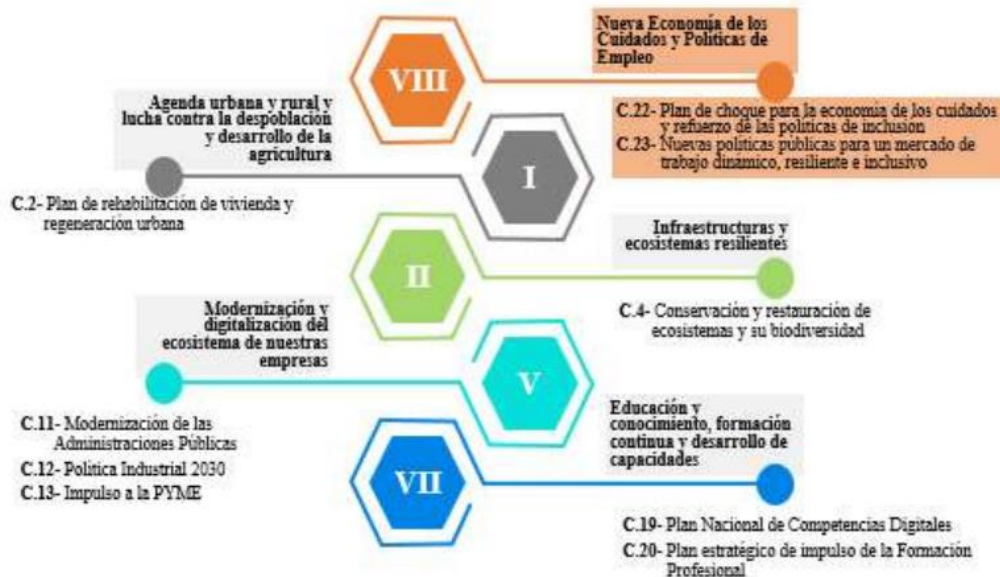 VIII
Nueva Economía de los
Cuidados y Políticas de
Empleo
C.22- Plan de choque para la economía de los cuidados
y refuerzo de las políticas de inclusión
C.23- Nuevas políticas públicas para un mercado de
trabajo dinámico, resiliente e inclusivo
Agenda urbana y rural y
lucha contra la despoblación
y desarrollo de la
agricultura
I
C.2- Plan de rehabilitación de vivienda y
regeneración urbana
II
Infraestructuras y
ecosistemas resilientes
C.4- Conservación y restauración de
ecosistemas y su biodiversidad
Modernización y
digitalización del
ecosistema de nuestras
empresas
V
C.11- Modernización de las
Administraciones Públicas
C.12- Política Industrial 2030
C.13- Impulso a la PYME
VII
Educación y
conocimiento, formación
continua y desarrollo de
capacidades
C.19- Plan Nacional de Competencias Digitales
C.20- Plan estratégico de impulso de la Formación
Profesional